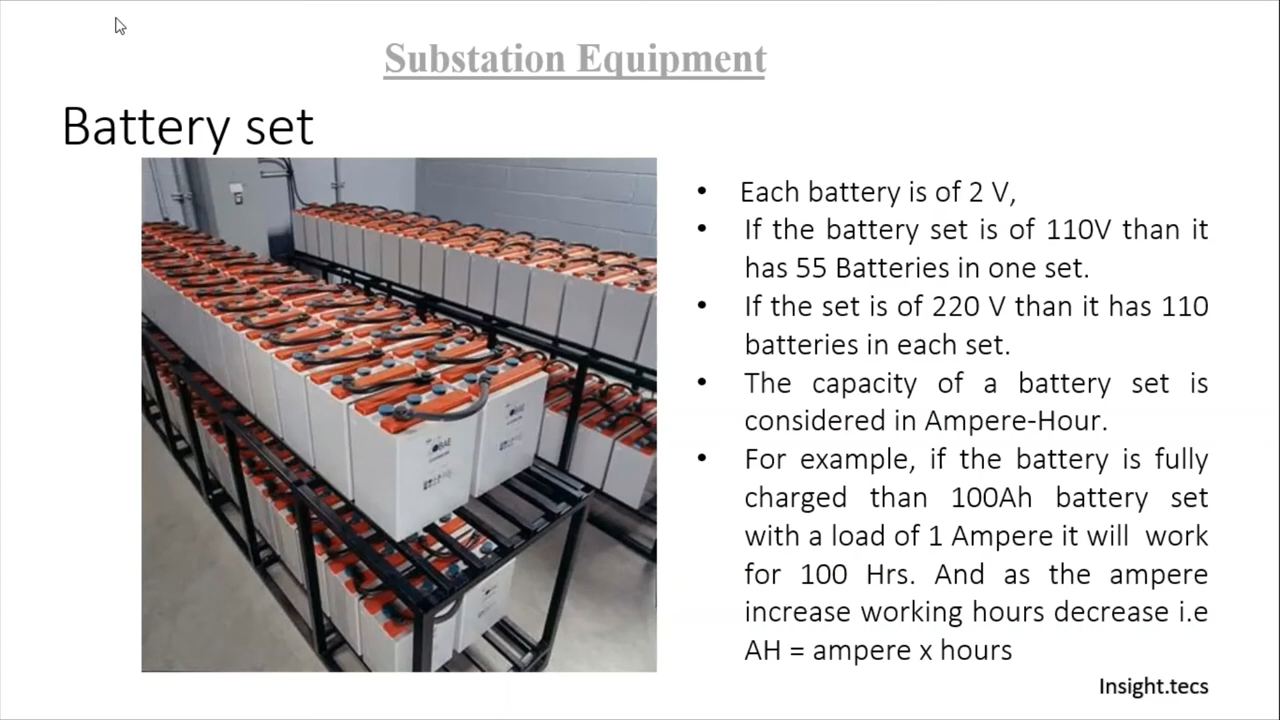 Substation Equipment
Battery set
• Each battery is of 2 V,
• If the battery set is of 110V than it
has 55 Batteries in one set.
• If the set is of 220 V than it has 110
batteries in each set.
• The capacity of a battery set is
considered in Ampere-Hour.
• For example, if the battery is fully
charged than 100Ah battery set
with a load of 1 Ampere it will work
for 100 Hrs. And as the ampere
increase working hours decrease i.e
AH = ampere x hours
Insight.tecs